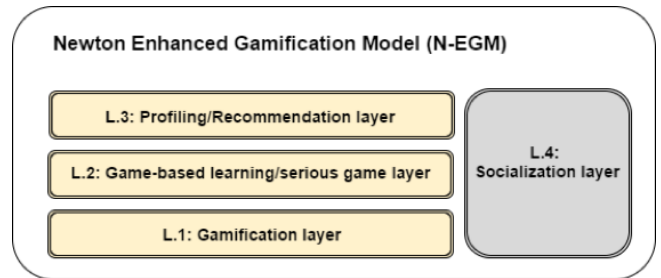 Newton Enhanced Gamification Model (N-EGM)
L.3: Profiling/Recommendation layer
L.2: Game-based learning/serious game layer
L.1: Gamification layer
L.4:
Socialization layer